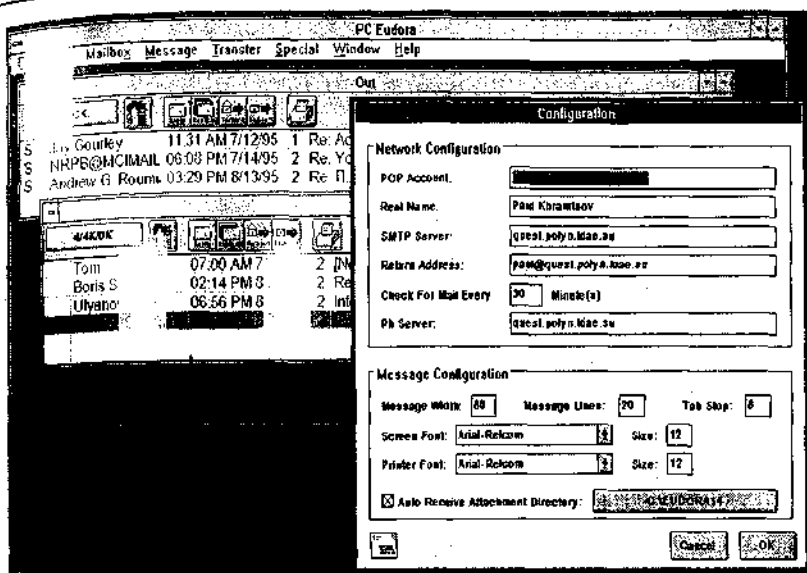 PC Eudora
Mailbox Message Transfer Special Window Help
Out
Gourley 11:31 AM 7/12/95 1 Re:
NRPB@MCIMAIL 06:08 PM 7/14/95 2 Re:
Andrew G 03:29 PM 8/13/95 2 Re:
4/4K/0K
Tom 07:00 AM 7 2
Boris S 02:14 PM 8 2 Re
06:56 PM 8 2
Configuration
Network Configuration
POP Account:
Real Name: Paul Khramtsov
SMTP Server: quest.polyn.kiae.su
Return Address: paul@quest.polyn.kiae.su
Check For Mail Every 30 Minute(s)
Ph Server: quest.polyn.kiae.su
Message Configuration
Message Width: 80 Message Lines: 20 Tab Stop: 8
Screen Font: Arial-Relcom Size: 12
Printer Font: Arial-Relcom Size: 12
Auto Receive Attachment Directory:
Cancel OK